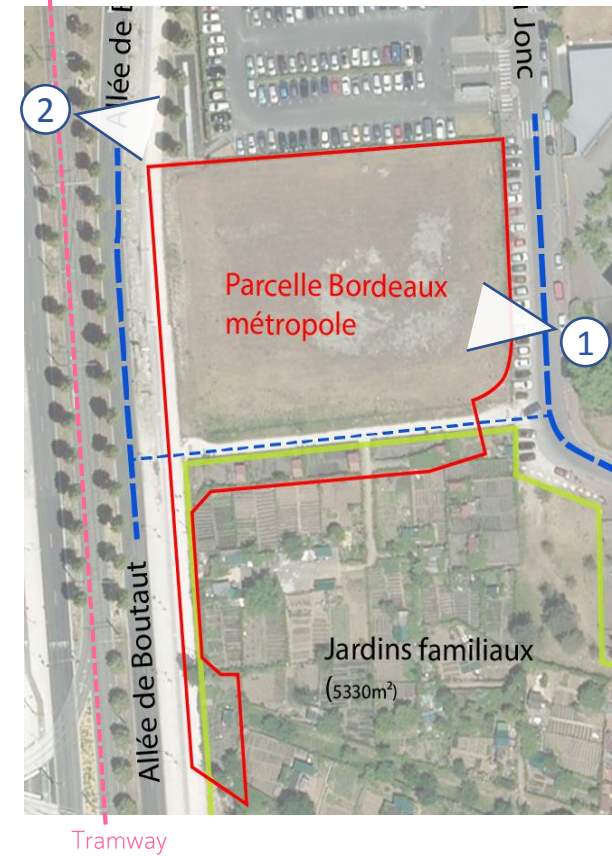 Allée de B
u Jonc
2
Parcelle Bordeaux
métropole
1
Allée de Boutaut
Jardins familiaux
(5330m²)
Tramway